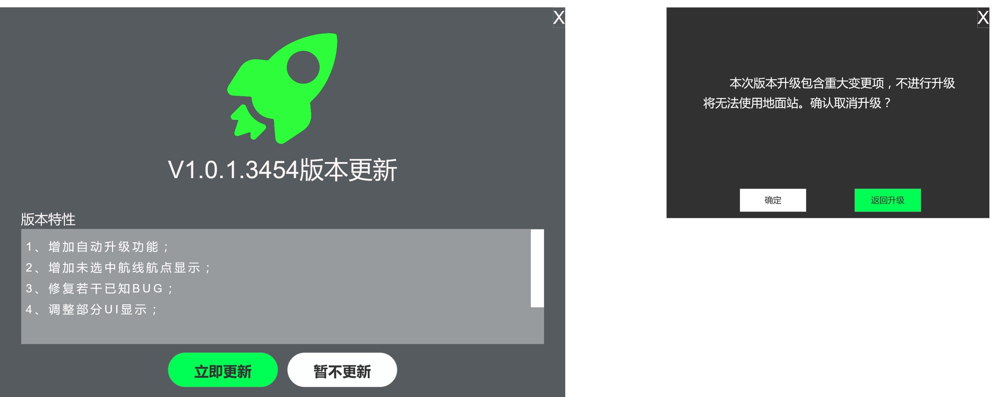 X
V1.0.1.3454版本更新
版本特性
1、增加自动升级功能；
2、增加未选中航线航点显示；
3、修复若干已知BUG；
4、调整部分UI显示；
立即更新
暂不更新
X
本次版本升级包含重大变更项，不进行升级
将无法使用地面站。确认取消升级？
确定
返回升级